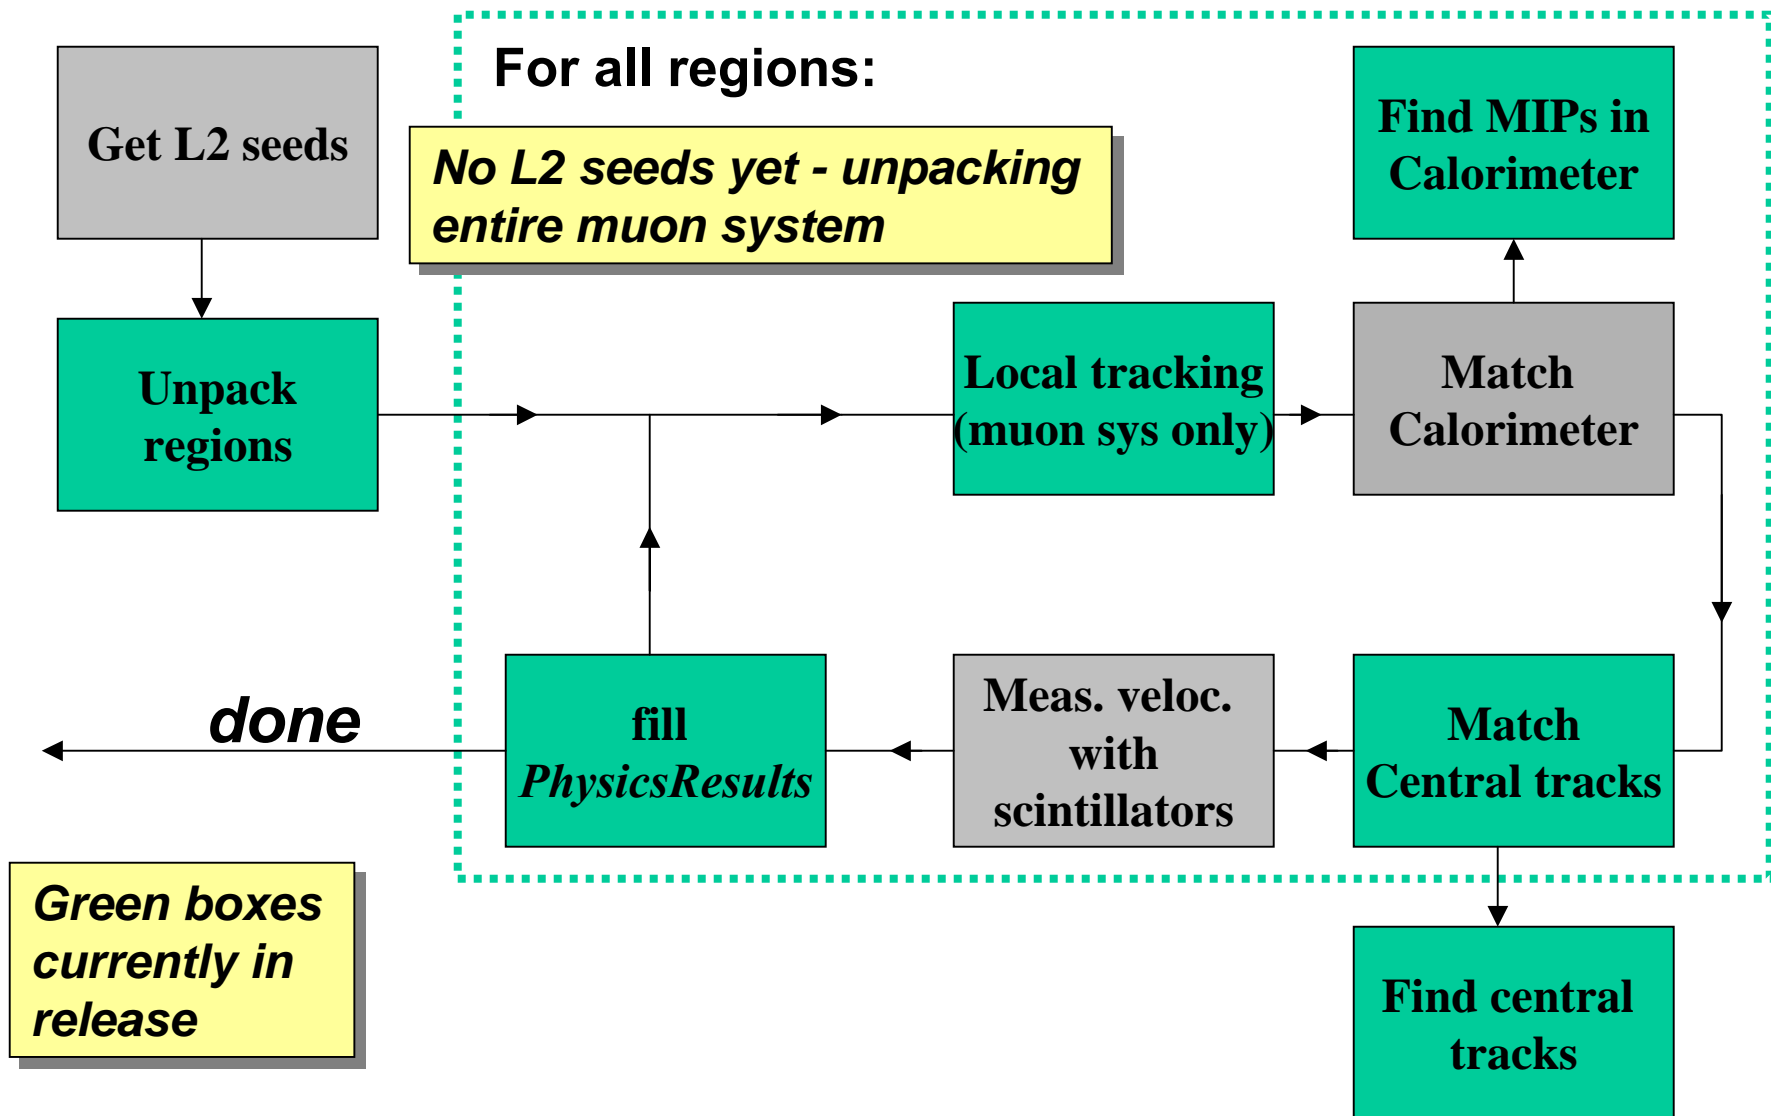 For all regions:
Get L2 seeds
No L2 seeds yet - unpacking
entire muon system
Find MIPs in
Calorimeter
Unpack
regions
Local tracking
(muon sys only)
Match
Calorimeter
done
fill
PhysicsResults
Meas. veloc.
with
scintillators
Match
Central tracks
Green boxes
currently in
release
Find central
tracks